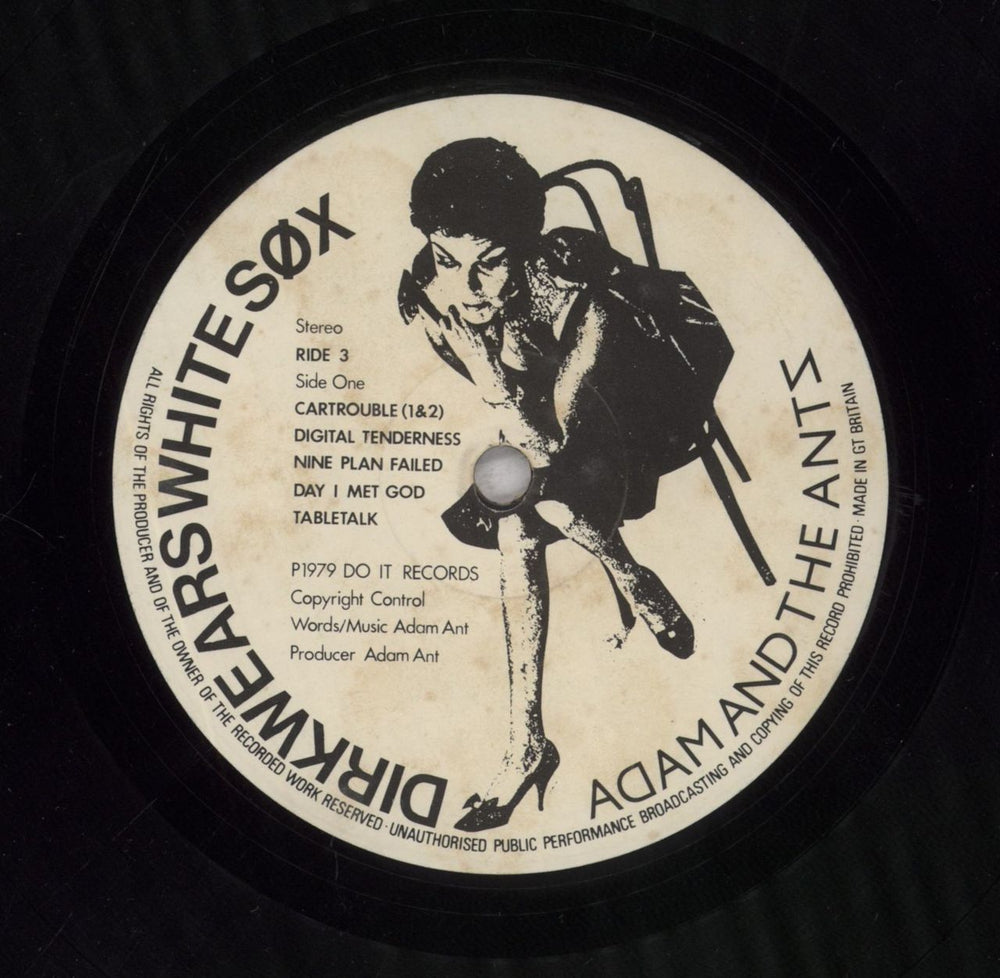 DIRK WEARS WHITE SØX
Stereo
RIDE 3
Side One
CARTROUBLE (1&2)
DIGITAL TENDERNESS
NINE PLAN FAILED
DAY I MET GOD
TABLETALK
P1979 DO IT RECORDS
Copyright Control
Words/Music Adam Ant
Producer Adam Ant
ADAM AND THE ANTS
ALL RIGHTS OF THE PRODUCER AND OF THE OWNER OF THE RECORDED WORK RESERVED · UNAUTHORISED PUBLIC PERFORMANCE BROADCASTING AND COPYING OF THIS RECORD PROHIBITED · MADE IN GT BRITAIN